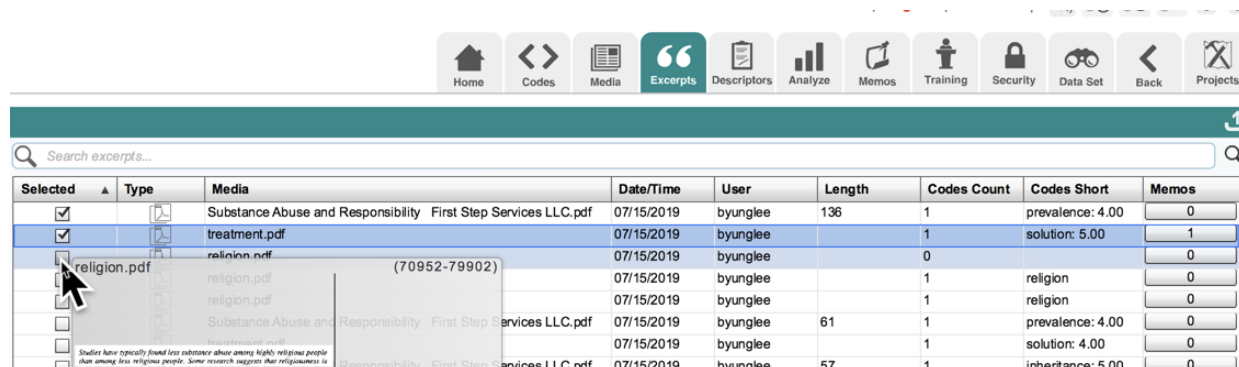 Home Codes Media Excerpts Descriptors Analyze Memos Training Security Data Set Back Projects
Search excerpts...
Selected Type Media Date/Time User Length Codes Count Codes Short Memos
Substance Abuse and Responsibility First Step Services LLC.pdf 07/15/2019 byunglee 136 1 prevalence: 4.00 0
treatment.pdf 07/15/2019 byunglee 1 solution: 5.00 1
religion.pdf 07/15/2019 byunglee 0 0
religion.pdf (70952-79902)
religion.pdf 07/15/2019 byunglee 1 religion 0
religion.pdf 07/15/2019 byunglee 1 religion 0
Substance Abuse and Responsibility First Step Services LLC.pdf 07/15/2019 byunglee 61 1 prevalence: 4.00 0
treatment.pdf 07/15/2019 byunglee 1 solution: 4.00 0
Studies have typically found less substance abuse among highly religious people
than among less religious people. Some research suggests that religiousness is
Responsibility First Step Services LLC.pdf 07/15/2019 byunglee 57 1 inheritance: 5.00 0